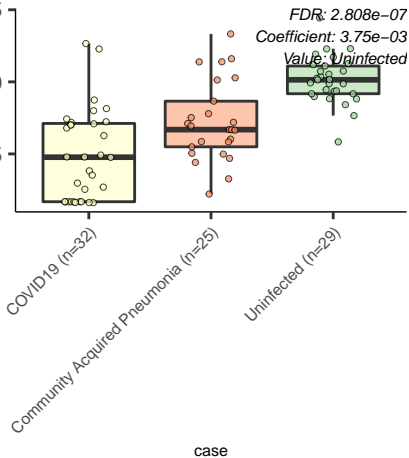 FDR: 2.808e−07
Coefficient: 3.75e−03
Value: Uninfected
COVID19 (n=32)
Community Acquired Pneumonia (n=25)
Uninfected (n=29)
case